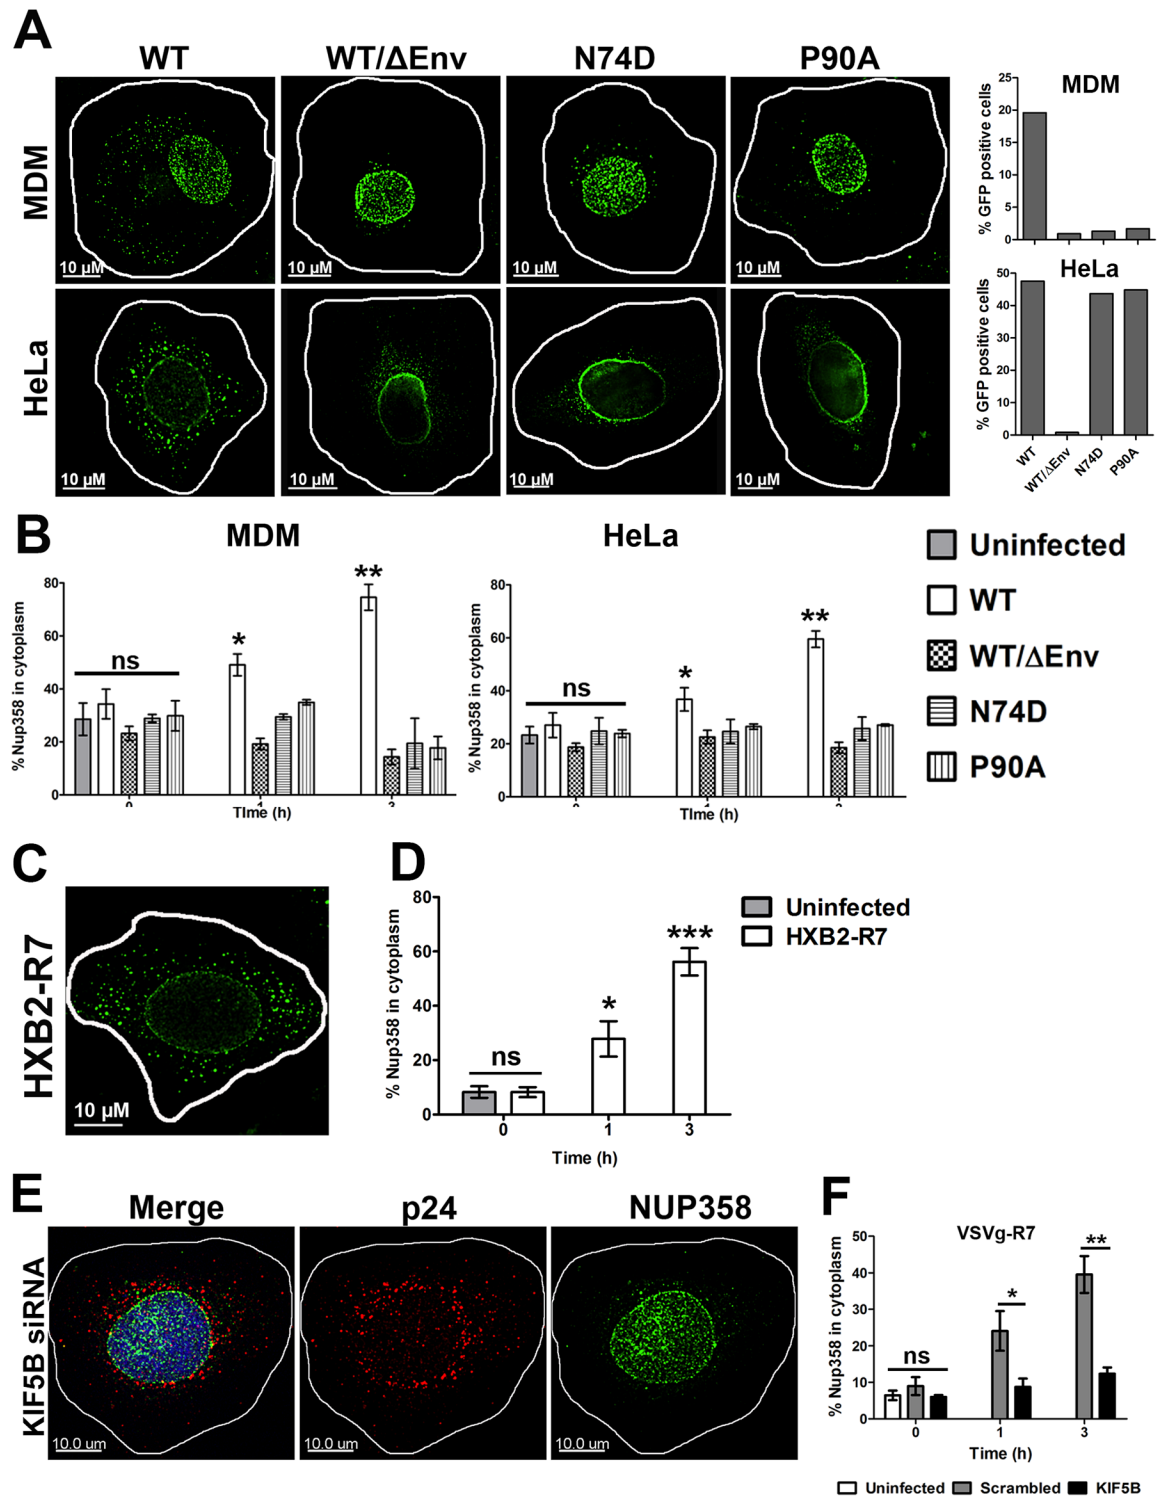 A
WT
WT/ΔEnv
N74D
P90A
MDM
10 µM
10 µM
10 µM
10 µM
HeLa
10 µM
10 µM
10 µM
10 µM
MDM
% GFP positive cells
25
20
15
10
5
0
HeLa
% GFP positive cells
50
40
30
20
10
0
WT
WT/ΔEnv
N74D
P90A
B
MDM
% Nup358 in cytoplasm
80
60
40
20
0
ns
*
**
0
1
3
TIme (h)
HeLa
% Nup358 in cytoplasm
80
60
40
20
0
ns
*
**
0
1
TIme (h)
Uninfected
WT
WT/ΔEnv
N74D
P90A
C
HXB2-R7
10 µM
D
% Nup358 in cytoplasm
80
60
40
20
0
ns
*
***
0
1
3
Time (h)
Uninfected
HXB2-R7
E
Merge
p24
NUP358
KIF5B siRNA
10.0 um
10.0 um
10.0 um
F
VSVg-R7
% Nup358 in cytoplasm
50
40
30
20
10
0
ns
*
**
0
1
3
Time (h)
Uninfected
Scrambled
KIF5B